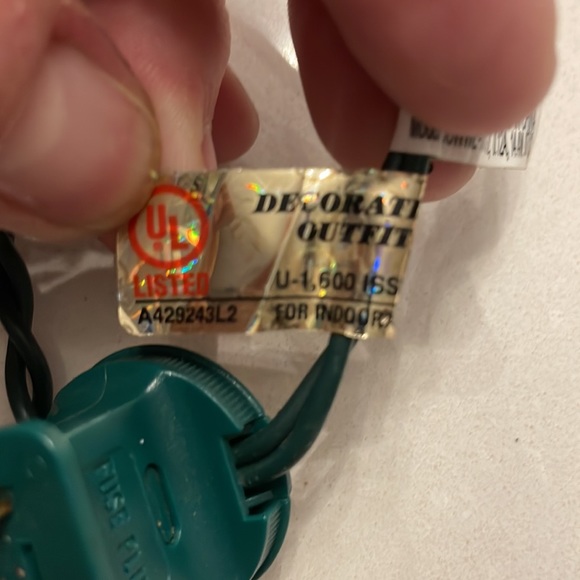 UL
LISTED
A429243L2
DECORATI
OUTFIT
U-1,600 ISS
FOR INDOOR
FUSE PLU